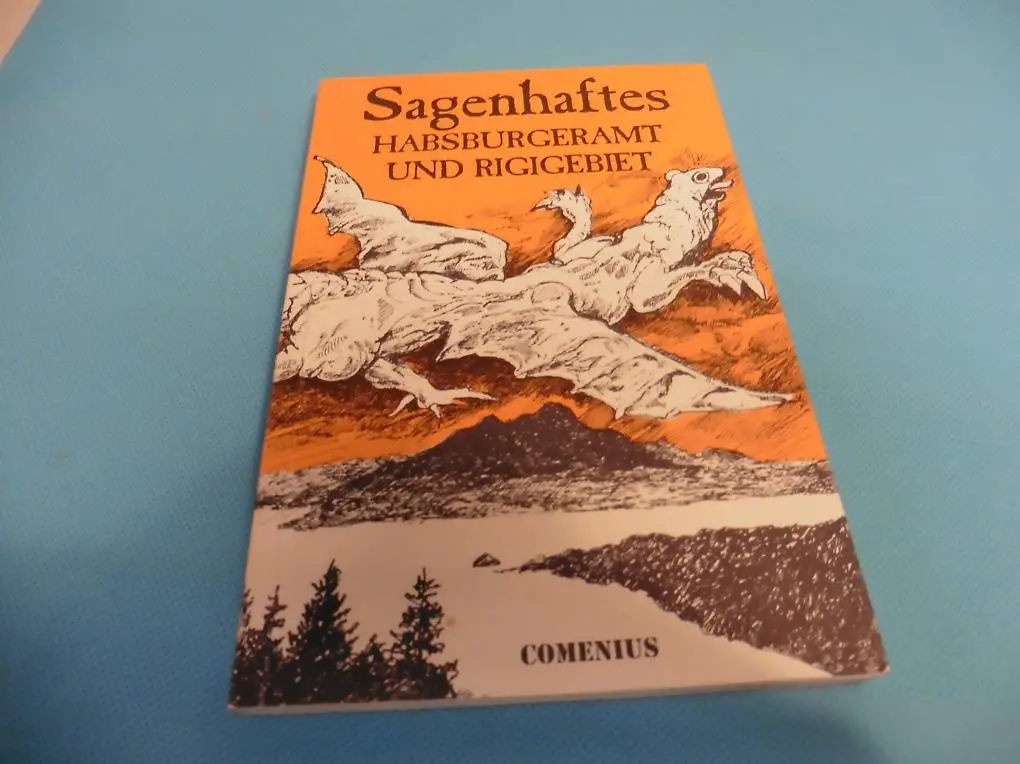 Sagenhaftes
HABSBURGERAMT
UND RIGIGEBIET
COMENIUS